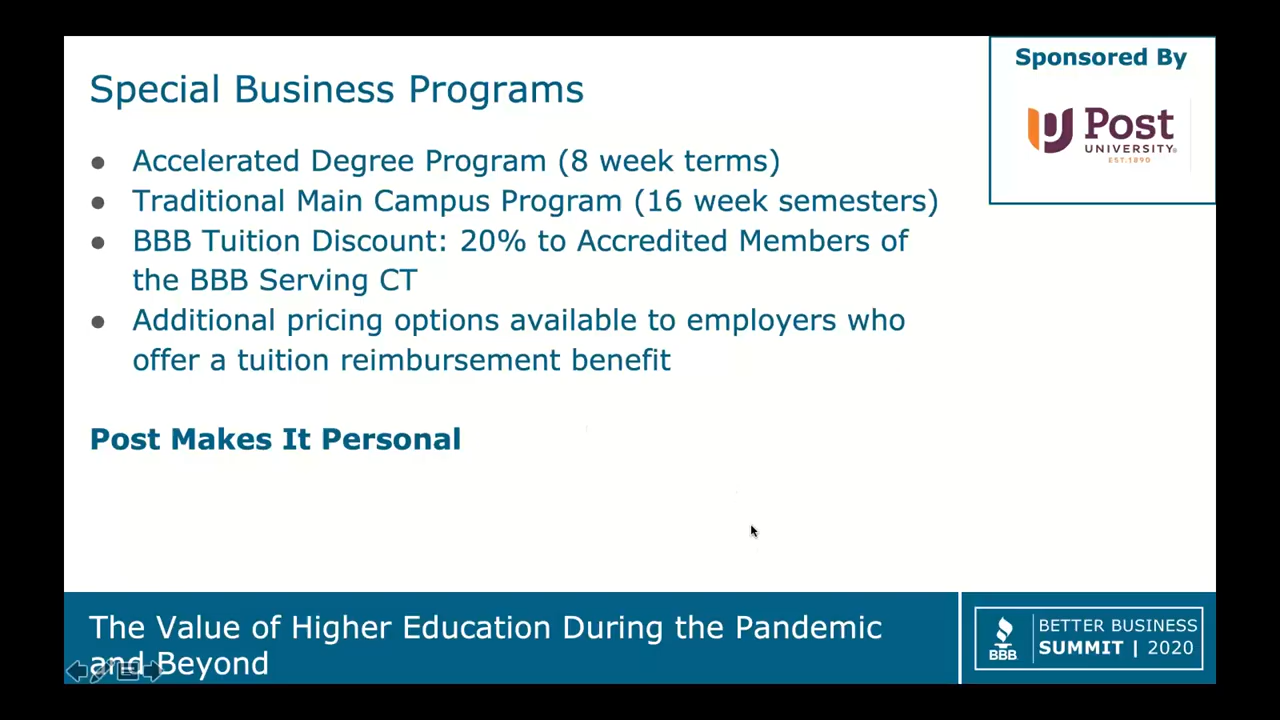 Special Business Programs
Sponsored By
Post
UNIVERSITY
EST.1890
● Accelerated Degree Program (8 week terms)
● Traditional Main Campus Program (16 week semesters)
● BBB Tuition Discount: 20% to Accredited Members of
the BBB Serving CT
● Additional pricing options available to employers who
offer a tuition reimbursement benefit
Post Makes It Personal
The Value of Higher Education During the Pandemic
and Beyond
BBB
BETTER BUSINESS
SUMMIT | 2020